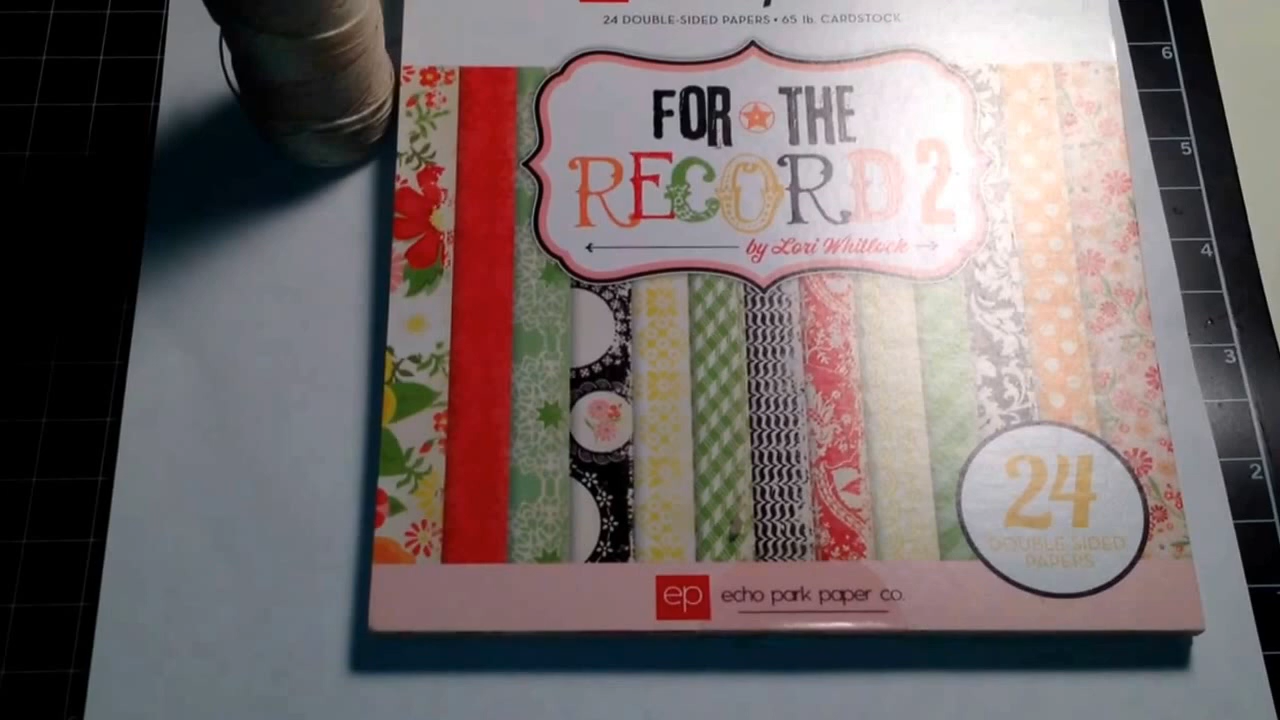 24 DOUBLE-SIDED PAPERS • 65 lb. CARDSTOCK
FOR THE
RECORD 2
by Lori Whitlock
24
DOUBLE-SIDED
PAPERS
ep echo park paper co.
6
5
4
3
2